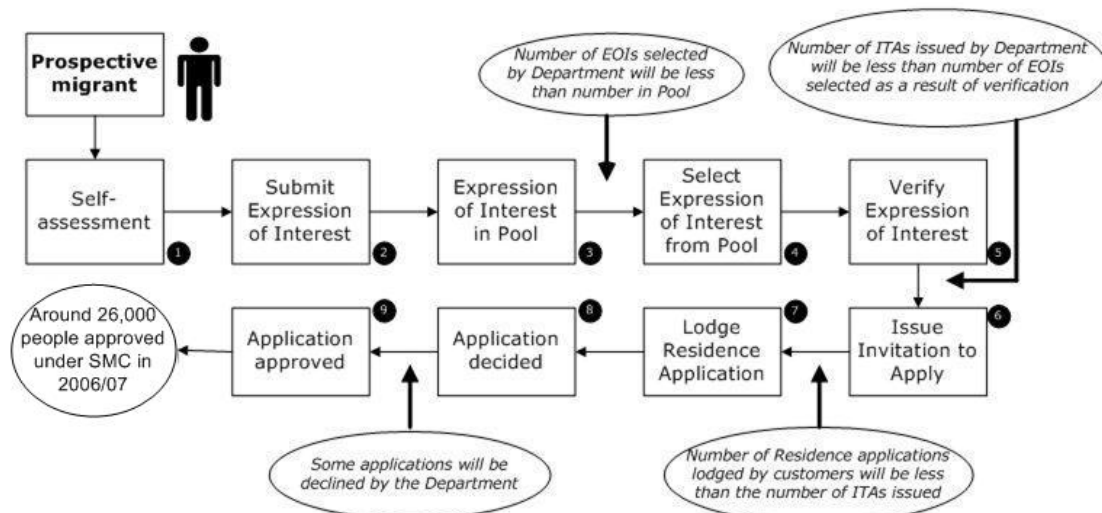 Prospective
migrant
Number of EOIs selected
by Department will be less
than number in Pool
Number of ITAs issued by Department
will be less than number of EOIs
selected as a result of verification
Self-
assessment
1
Submit
Expression
of Interest
2
Expression
of Interest
in Pool
3
Select
Expression
of Interest
from Pool
4
Verify
Expression
of Interest
5
Issue
Invitation to
Apply
6
Lodge
Residence
Application
7
Application
decided
8
Application
approved
9
Around 26,000
people approved
under SMC in
2006/07
Some applications will be
declined by the Department
Number of Residence applications
lodged by customers will be less
than the number of ITAs issued